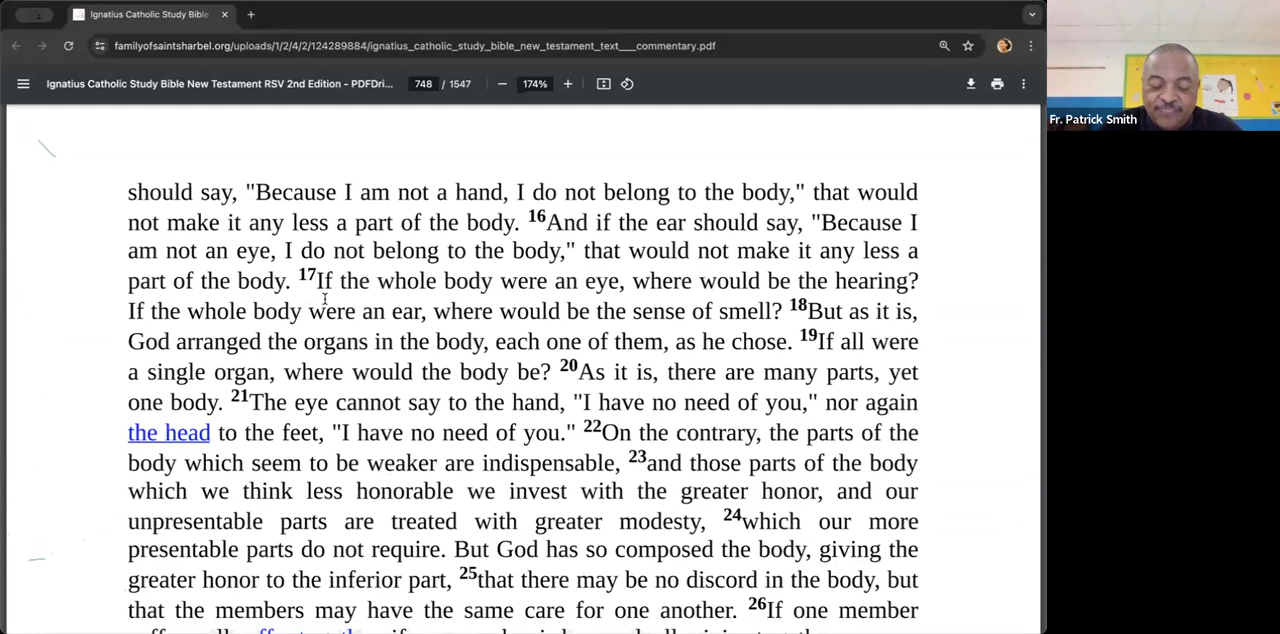 Ignatius Catholic Study Bible
familyofsaintsharbel.org/uploads/1/2/4/2/124289884/ignatius_catholic_study_bible_new_testament_text___commentary.pdf
Ignatius Catholic Study Bible New Testament RSV 2nd Edition - PDFDri... 748 / 1547 174%
Fr. Patrick Smith
should say, "Because I am not a hand, I do not belong to the body," that would
not make it any less a part of the body. 16And if the ear should say, "Because I
am not an eye, I do not belong to the body," that would not make it any less a
part of the body. 17If the whole body were an eye, where would be the hearing?
If the whole body were an ear, where would be the sense of smell? 18But as it is,
God arranged the organs in the body, each one of them, as he chose. 19If all were
a single organ, where would the body be? 20As it is, there are many parts, yet
one body. 21The eye cannot say to the hand, "I have no need of you," nor again
the head to the feet, "I have no need of you." 22On the contrary, the parts of the
body which seem to be weaker are indispensable, 23and those parts of the body
which we think less honorable we invest with the greater honor, and our
unpresentable parts are treated with greater modesty, 24which our more
presentable parts do not require. But God has so composed the body, giving the
greater honor to the inferior part, 25that there may be no discord in the body, but
that the members may have the same care for one another. 26If one member